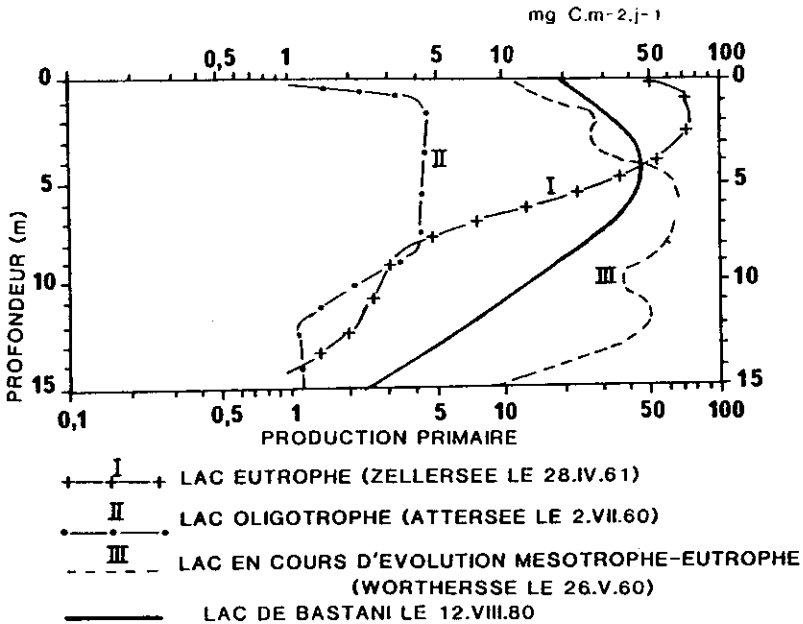 mg C.m-2.j-1
0,5 1 5 10 50 100
0 0
5 5
10 10
15 15
PROFONDEUR (m)
II
I
III
0,1 0,5 1 5 10 50 100
PRODUCTION PRIMAIRE
I LAC EUTROPHE (ZELLERSEE LE 28.IV.61)
II LAC OLIGOTROPHE (ATTERSEE LE 2.VII.60)
III LAC EN COURS D'EVOLUTION MESOTROPHE-EUTROPHE
(WORTHERSSE LE 26.V.60)
LAC DE BASTANI LE 12.VIII.80